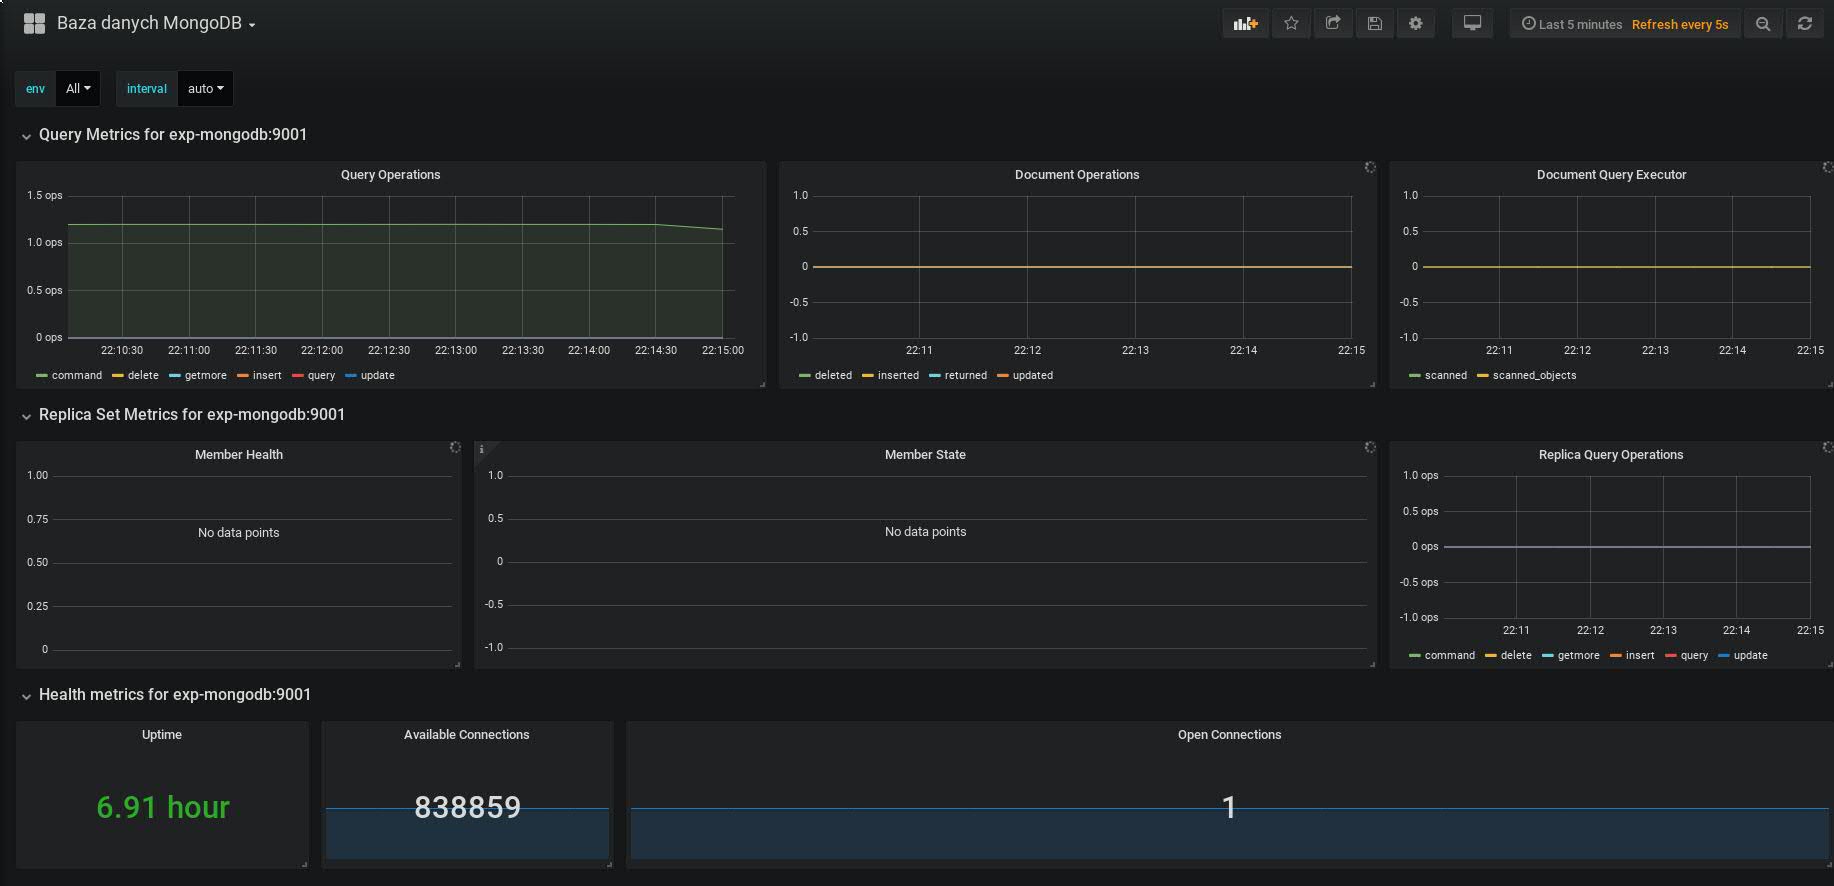 Baza danych MongoDB
Last 5 minutes Refresh every 5s
env All interval auto
Query Metrics for exp-mongodb:9001
Query Operations
1.5 ops
1.0 ops
0.5 ops
0 ops
22:10:30 22:11:00 22:11:30 22:12:00 22:12:30 22:13:00 22:13:30 22:14:00 22:14:30 22:15:00
command delete getmore insert query update
Document Operations
1.0
0.5
0
-0.5
-1.0
22:11 22:12 22:13 22:14 22:15
deleted inserted returned updated
Document Query Executor
1.0
0.5
0
-0.5
-1.0
22:11 22:12 22:13 22:14 22:15
scanned scanned_objects
Replica Set Metrics for exp-mongodb:9001
Member Health
1.00
0.75
No data points
0.50
0.25
0
i
Member State
1.0
0.5
No data points
0
-0.5
-1.0
Replica Query Operations
1.0 ops
0.5 ops
0 ops
-0.5 ops
-1.0 ops
22:11 22:12 22:13 22:14 22:15
command delete getmore insert query update
Health metrics for exp-mongodb:9001
Uptime
6.91 hour
Available Connections
838859
Open Connections
1